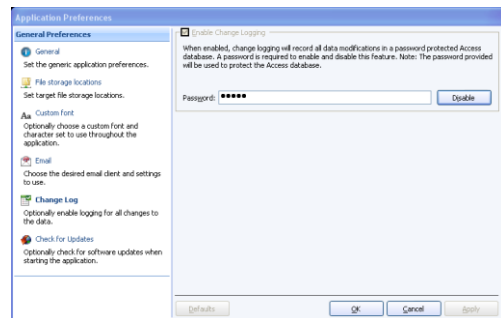 Application Preferences
General Preferences
General
Set the generic application preferences.
File storage locations
Set target file storage locations.
Aa Custom font
Optionally choose a custom font and
character set to use throughout the
application.
Email
Choose the desired email client and settings
to use.
Change Log
Optionally enable logging for all changes to
the data.
Check for Updates
Optionally check for software updates when
starting the application.
Enable Change Logging
When enabled, change logging will record all data modifications in a password protected Access
database. A password is required to enable and disable this feature. Note: The password provided
will be used to protect the Access database.
Password: ●●●●●
Disable
Defaults
OK
Cancel
Apply